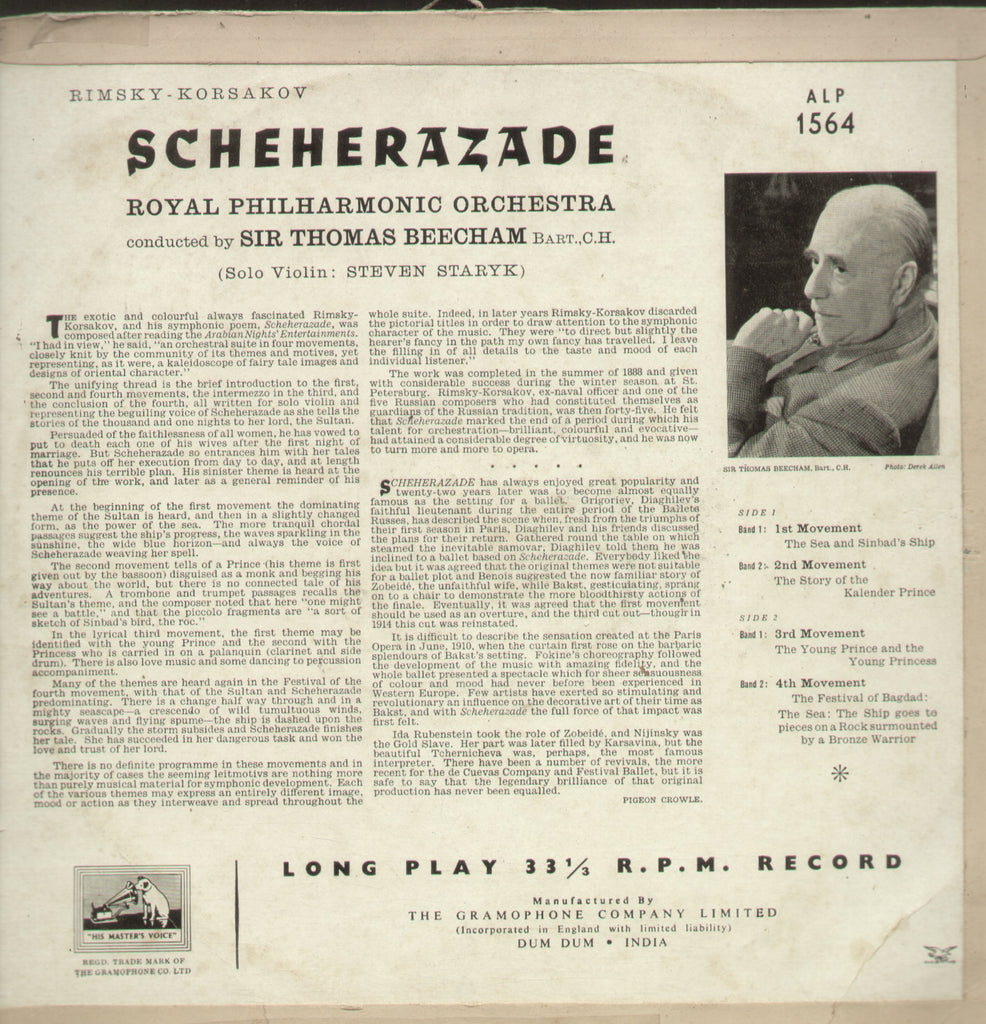 RIMSKY-KORSAKOV
SCHEHERAZADE
ROYAL PHILHARMONIC ORCHESTRA
conducted by SIR THOMAS BEECHAM BART.,C.H.
(Solo Violin: STEVEN STARYK)
ALP
1564
THE exotic and colourful always fascinated Rimsky-
Korsakov, and his symphonic poem, Scheherazade, was
composed after reading the Arabian Nights' Entertainments.
"I had in view," he said, "an orchestral suite in four movements,
closely knit by the community of its themes and motives, yet
representing, as it were, a kaleidoscope of fairy tale images and
designs of oriental character."
The unifying thread is the brief introduction to the first,
second and fourth movements, the intermezzo in the third, and
the conclusion of the fourth, all written for solo violin and
representing the beguiling voice of Scheherazade as she tells the
stories of the thousand and one nights to her lord, the Sultan.
Persuaded of the faithlessness of all women, he has vowed to
put to death each one of his wives after the first night of
marriage. But Scheherazade so entrances him with her tales
that he puts off her execution from day to day, and at length
renounces his terrible plan. His sinister theme is heard at the
opening of the work, and later as a general reminder of his
presence.
At the beginning of the first movement the dominating
theme of the Sultan is heard, and then in a slightly changed
form, as the power of the sea. The more tranquil chordal
passages suggest the ship's progress, the waves sparkling in the
sunshine, the wide blue horizon—and always the voice of
Scheherazade weaving her spell.
The second movement tells of a Prince (his theme is first
given out by the bassoon) disguised as a monk and begging his
way about the world, but there is no connected tale of his
adventures. A trombone and trumpet passages recalls the
Sultan's theme, and the composer noted that here "one might
see a battle," and that the piccolo fragments are "a sort of
sketch of Sinbad's bird, the roc."
In the lyrical third movement, the first theme may be
identified with the young Prince and the second with the
Princess who is carried in on a palanquin (clarinet and side
drum). There is also love music and some dancing to percussion
accompaniment.
Many of the themes are heard again in the Festival of the
fourth movement, with that of the Sultan and Scheherazade
predominating. There is a change half way through and in a
mighty seascape—a crescendo of wild tumultuous winds,
surging waves and flying spume—the ship is dashed upon the
rocks. Gradually the storm subsides and Scheherazade finishes
her tale. She has succeeded in her dangerous task and won the
love and trust of her lord.
There is no definite programme in these movements and in
the majority of cases the seeming leitmotivs are nothing more
than purely musical material for symphonic development. Each
of the various themes may express an entirely different image,
mood or action as they interweave and spread throughout the
whole suite. Indeed, in later years Rimsky-Korsakov discarded
the pictorial titles in order to draw attention to the symphonic
character of the music. They were "to direct but slightly the
hearer's fancy in the path my own fancy has travelled. I leave
the filling in of all details to the taste and mood of each
individual listener."
The work was completed in the summer of 1888 and given
with considerable success during the winter season at St.
Petersburg. Rimsky-Korsakov, ex-naval officer and one of the
five Russian composers who had constituted themselves as
guardians of the Russian tradition, was then forty-five. He felt
that Scheherazade marked the end of a period during which his
talent for orchestration—brilliant, colourful and evocative—
had attained a considerable degree of virtuosity, and he was now
to turn more and more to opera.
* * * * *
SCHEHERAZADE has always enjoyed great popularity and
twenty-two years later was to become almost equally
famous as the setting for a ballet. Grigoriev, Diaghilev's
faithful lieutenant during the entire period of the Ballets
Russes, has described the scene when, fresh from the triumphs of
their first season in Paris, Diaghilev and his friends discussed
the plans for their return. Gathered round the table on which
steamed the inevitable samovar, Diaghilev told them he was
inclined to a ballet based on Scheherazade. Everybody liked the
idea but it was agreed that the original themes were not suitable
for a ballet plot and Benois suggested the now familiar story of
Zobeidé, the unfaithful wife, while Bakst, gesticulating, sprang
on to a chair to demonstrate the more bloodthirsty actions of
the finale. Eventually, it was agreed that the first movement
should be used as an overture, and the third cut out—though in
1914 this cut was reinstated.
It is difficult to describe the sensation created at the Paris
Opera in June, 1910, when the curtain first rose on the barbaric
splendours of Bakst's setting. Fokine's choreography followed
the development of the music with amazing fidelity, and the
whole ballet presented a spectacle which for sheer sensuousness
of colour and mood had never before been experienced in
Western Europe. Few artists have exerted so stimulating and
revolutionary an influence on the decorative art of their time as
Bakst, and with Scheherazade the full force of that impact was
first felt.
Ida Rubenstein took the role of Zobeidé, and Nijinsky was
the Gold Slave. Her part was later filled by Karsavina, but the
beautiful Tchernicheva was, perhaps, the most famous
interpreter. There have been a number of revivals, the more
recent for the de Cuevas Company and Festival Ballet, but it is
safe to say that the legendary brilliance of that original
production has never been equalled.
PIGEON CROWLE.
SIR THOMAS BEECHAM, Bart., C.H.
Photo: Derek Allen
SIDE 1
Band 1: 1st Movement
The Sea and Sinbad's Ship
Band 2: 2nd Movement
The Story of the
Kalender Prince
SIDE 2
Band 1: 3rd Movement
The Young Prince and the
Young Princess
Band 2: 4th Movement
The Festival of Bagdad:
The Sea: The Ship goes to
pieces on a Rock surmounted
by a Bronze Warrior
"HIS MASTER'S VOICE"
REGD. TRADE MARK OF
THE GRAMOPHONE CO. LTD
LONG PLAY 33⅓ R.P.M. RECORD
Manufactured By
THE GRAMOPHONE COMPANY LIMITED
(Incorporated in England with limited liability)
DUM DUM • INDIA